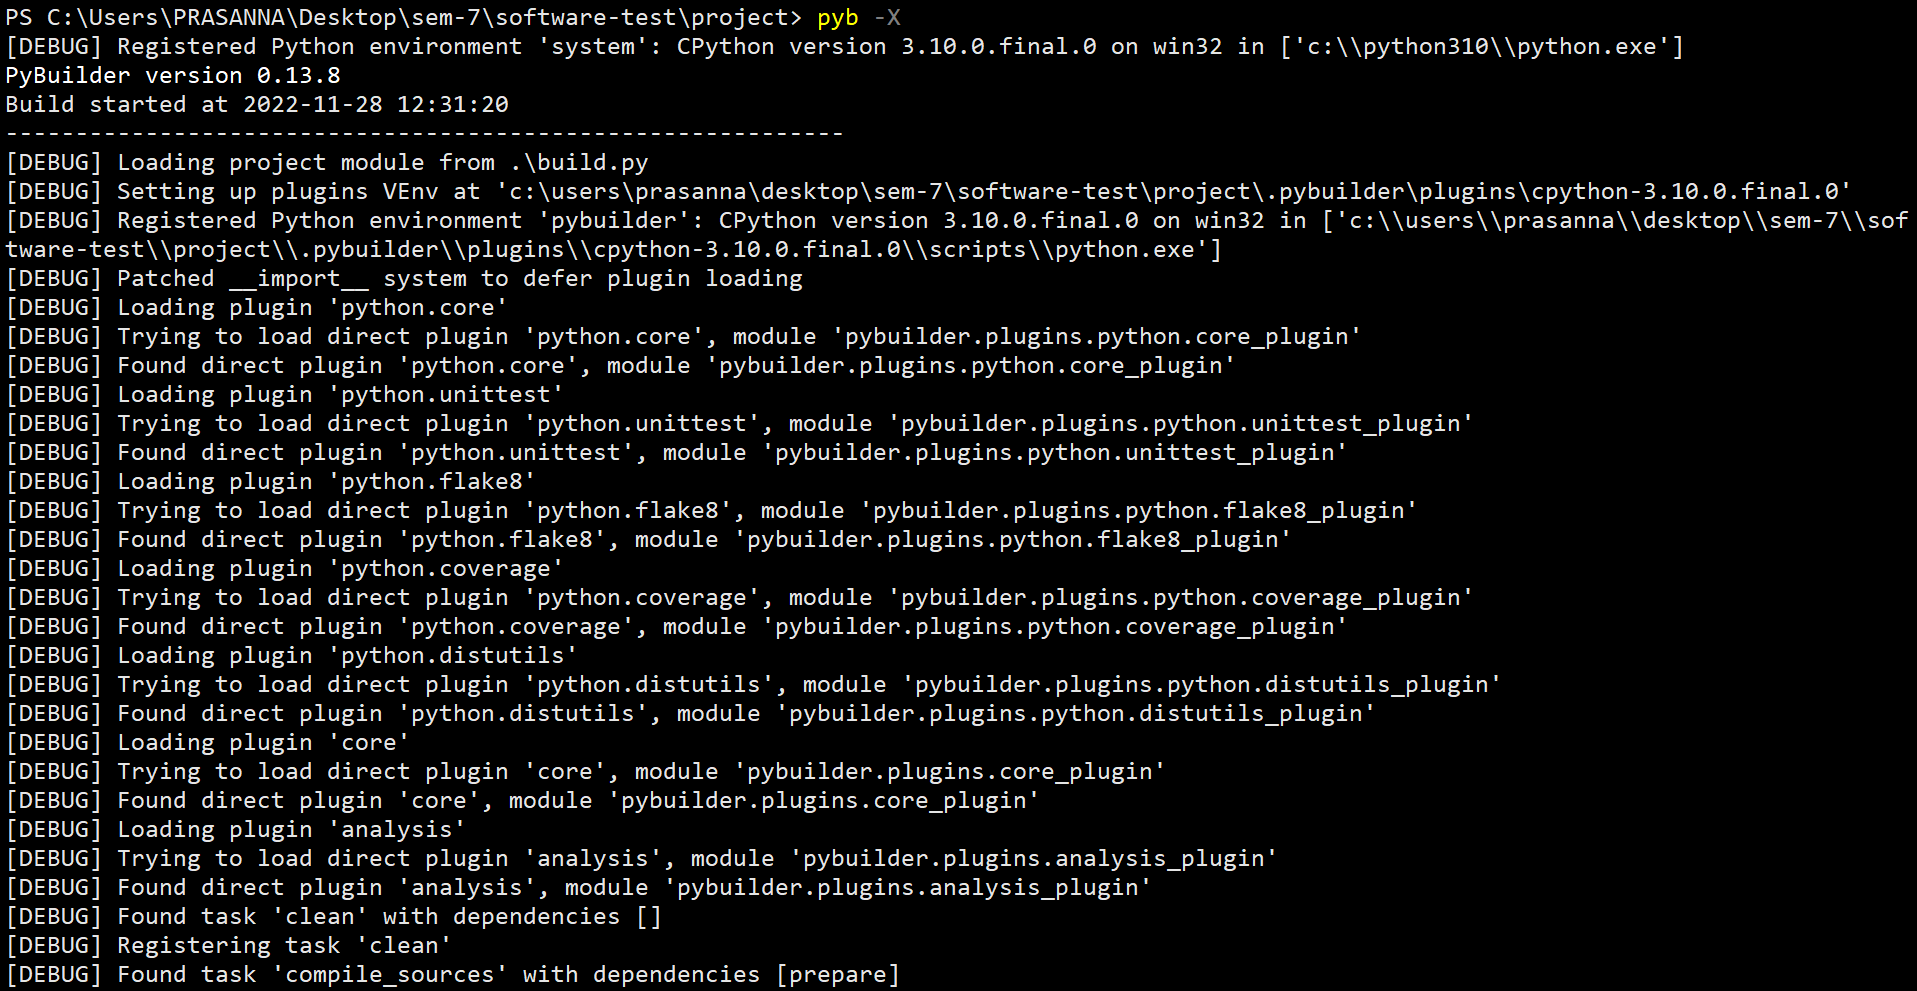 PS C:\Users\PRASANNA\Desktop\sem-7\software-test\project> pyb -X
[DEBUG] Registered Python environment 'system': CPython version 3.10.0.final.0 on win32 in ['c:\\python310\\python.exe']
PyBuilder version 0.13.8
Build started at 2022-11-28 12:31:20
------------------------------------------------------------
[DEBUG] Loading project module from .\build.py
[DEBUG] Setting up plugins VEnv at 'c:\users\prasanna\desktop\sem-7\software-test\project\.pybuilder\plugins\cpython-3.10.0.final.0'
[DEBUG] Registered Python environment 'pybuilder': CPython version 3.10.0.final.0 on win32 in ['c:\\users\\prasanna\\desktop\\sem-7\\sof
tware-test\\project\\.pybuilder\\plugins\\cpython-3.10.0.final.0\\scripts\\python.exe']
[DEBUG] Patched __import__ system to defer plugin loading
[DEBUG] Loading plugin 'python.core'
[DEBUG] Trying to load direct plugin 'python.core', module 'pybuilder.plugins.python.core_plugin'
[DEBUG] Found direct plugin 'python.core', module 'pybuilder.plugins.python.core_plugin'
[DEBUG] Loading plugin 'python.unittest'
[DEBUG] Trying to load direct plugin 'python.unittest', module 'pybuilder.plugins.python.unittest_plugin'
[DEBUG] Found direct plugin 'python.unittest', module 'pybuilder.plugins.python.unittest_plugin'
[DEBUG] Loading plugin 'python.flake8'
[DEBUG] Trying to load direct plugin 'python.flake8', module 'pybuilder.plugins.python.flake8_plugin'
[DEBUG] Found direct plugin 'python.flake8', module 'pybuilder.plugins.python.flake8_plugin'
[DEBUG] Loading plugin 'python.coverage'
[DEBUG] Trying to load direct plugin 'python.coverage', module 'pybuilder.plugins.python.coverage_plugin'
[DEBUG] Found direct plugin 'python.coverage', module 'pybuilder.plugins.python.coverage_plugin'
[DEBUG] Loading plugin 'python.distutils'
[DEBUG] Trying to load direct plugin 'python.distutils', module 'pybuilder.plugins.python.distutils_plugin'
[DEBUG] Found direct plugin 'python.distutils', module 'pybuilder.plugins.python.distutils_plugin'
[DEBUG] Loading plugin 'core'
[DEBUG] Trying to load direct plugin 'core', module 'pybuilder.plugins.core_plugin'
[DEBUG] Found direct plugin 'core', module 'pybuilder.plugins.core_plugin'
[DEBUG] Loading plugin 'analysis'
[DEBUG] Trying to load direct plugin 'analysis', module 'pybuilder.plugins.analysis_plugin'
[DEBUG] Found direct plugin 'analysis', module 'pybuilder.plugins.analysis_plugin'
[DEBUG] Found task 'clean' with dependencies []
[DEBUG] Registering task 'clean'
[DEBUG] Found task 'compile_sources' with dependencies [prepare]